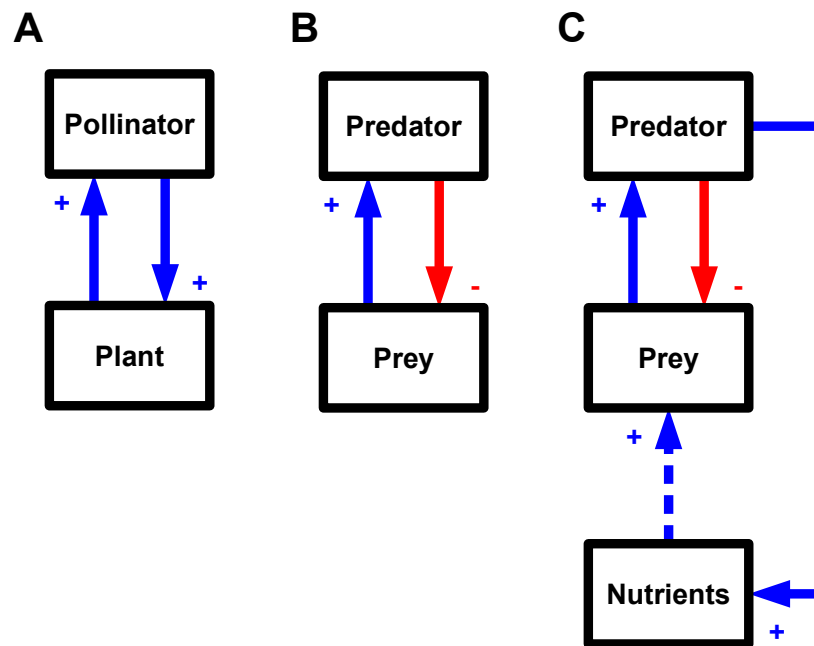 A B C
Pollinator Predator Predator
+ + +
+ - -
Plant Prey Prey
+
Nutrients
+